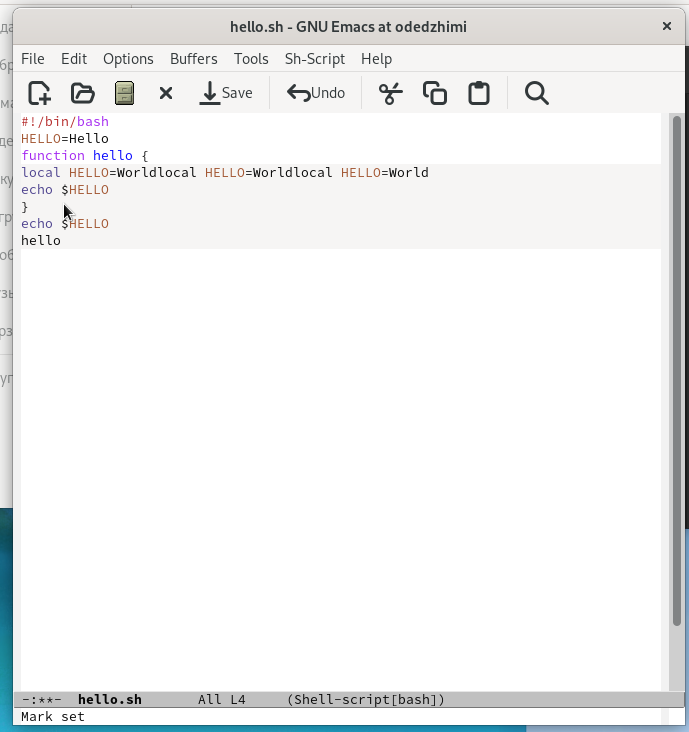 hello.sh - GNU Emacs at odedzhimi
File Edit Options Buffers Tools Sh-Script Help
Save Undo
#!/bin/bash
HELLO=Hello
function hello {
local HELLO=Worldlocal HELLO=Worldlocal HELLO=World
echo $HELLO
}
echo $HELLO
hello
-:**- hello.sh All L4 (Shell-script[bash])
Mark set